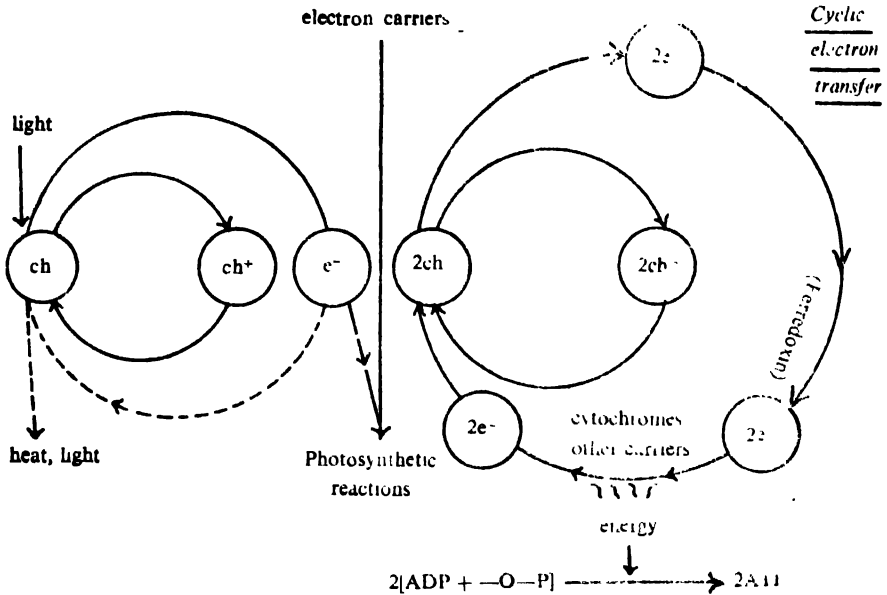 electron carriers
Cyclic
electron
transfer
light
ch
ch⁺
e⁻
2ch
(Ferredoxin)
2e⁻
cytochromes
other carriers
heat, light
Photosynthetic
reactions
energy
2[ADP + —O—P]